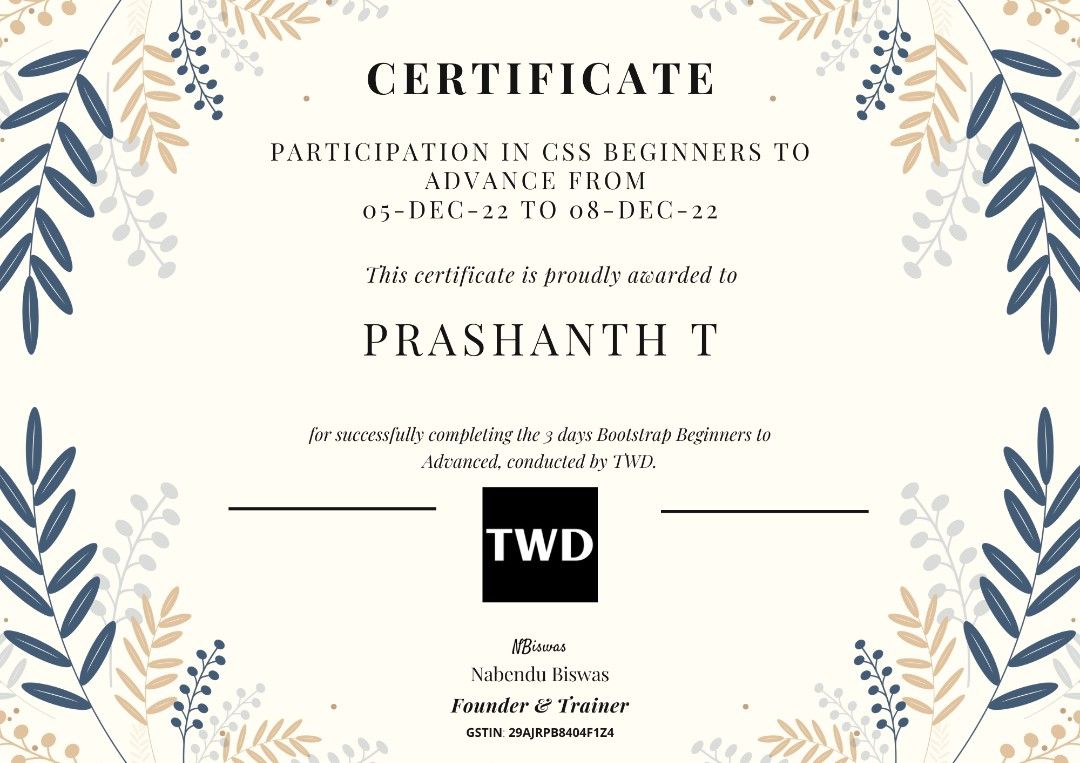 CERTIFICATE
PARTICIPATION IN CSS BEGINNERS TO
ADVANCE FROM
05-DEC-22 TO 08-DEC-22
This certificate is proudly awarded to
PRASHANTH T
for successfully completing the 3 days Bootstrap Beginners to
Advanced, conducted by TWD.
TWD
NBiswas
Nabendu Biswas
Founder & Trainer
GSTIN: 29AJRPB8404F1Z4